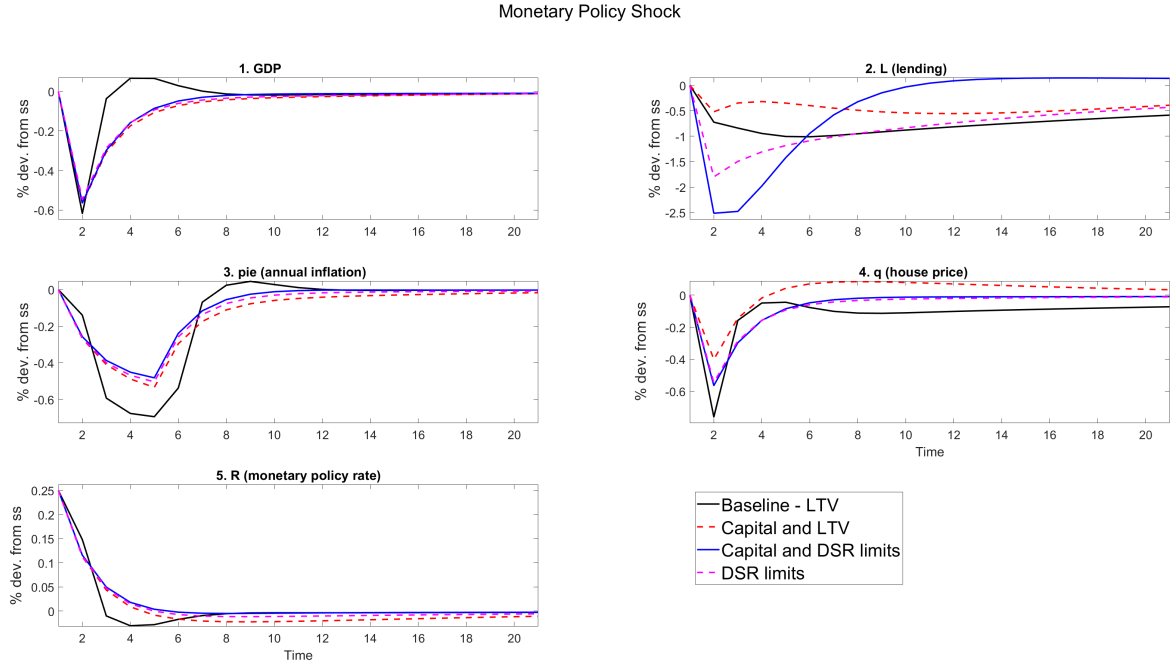 Monetary Policy Shock
1. GDP
% dev. from ss
0
-0.2
-0.4
-0.6
2 4 6 8 10 12 14 16 18 20
2. L (lending)
% dev. from ss
0
-0.5
-1
-1.5
-2
-2.5
2 4 6 8 10 12 14 16 18 20
3. pie (annual inflation)
% dev. from ss
0
-0.2
-0.4
-0.6
2 4 6 8 10 12 14 16 18 20
4. q (house price)
% dev. from ss
0
-0.2
-0.4
-0.6
2 4 6 8 10 12 14 16 18 20
Time
5. R (monetary policy rate)
% dev. from ss
0.25
0.2
0.15
0.1
0.05
0
2 4 6 8 10 12 14 16 18 20
Time
Baseline - LTV
Capital and LTV
Capital and DSR limits
DSR limits